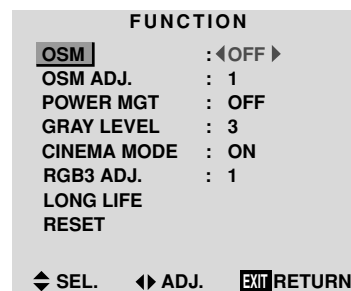 FUNCTION
OSM : ◀OFF▶
OSM ADJ. : 1
POWER MGT : OFF
GRAY LEVEL : 3
CINEMA MODE : ON
RGB3 ADJ. : 1
LONG LIFE
RESET
SEL. ADJ. EXIT RETURN